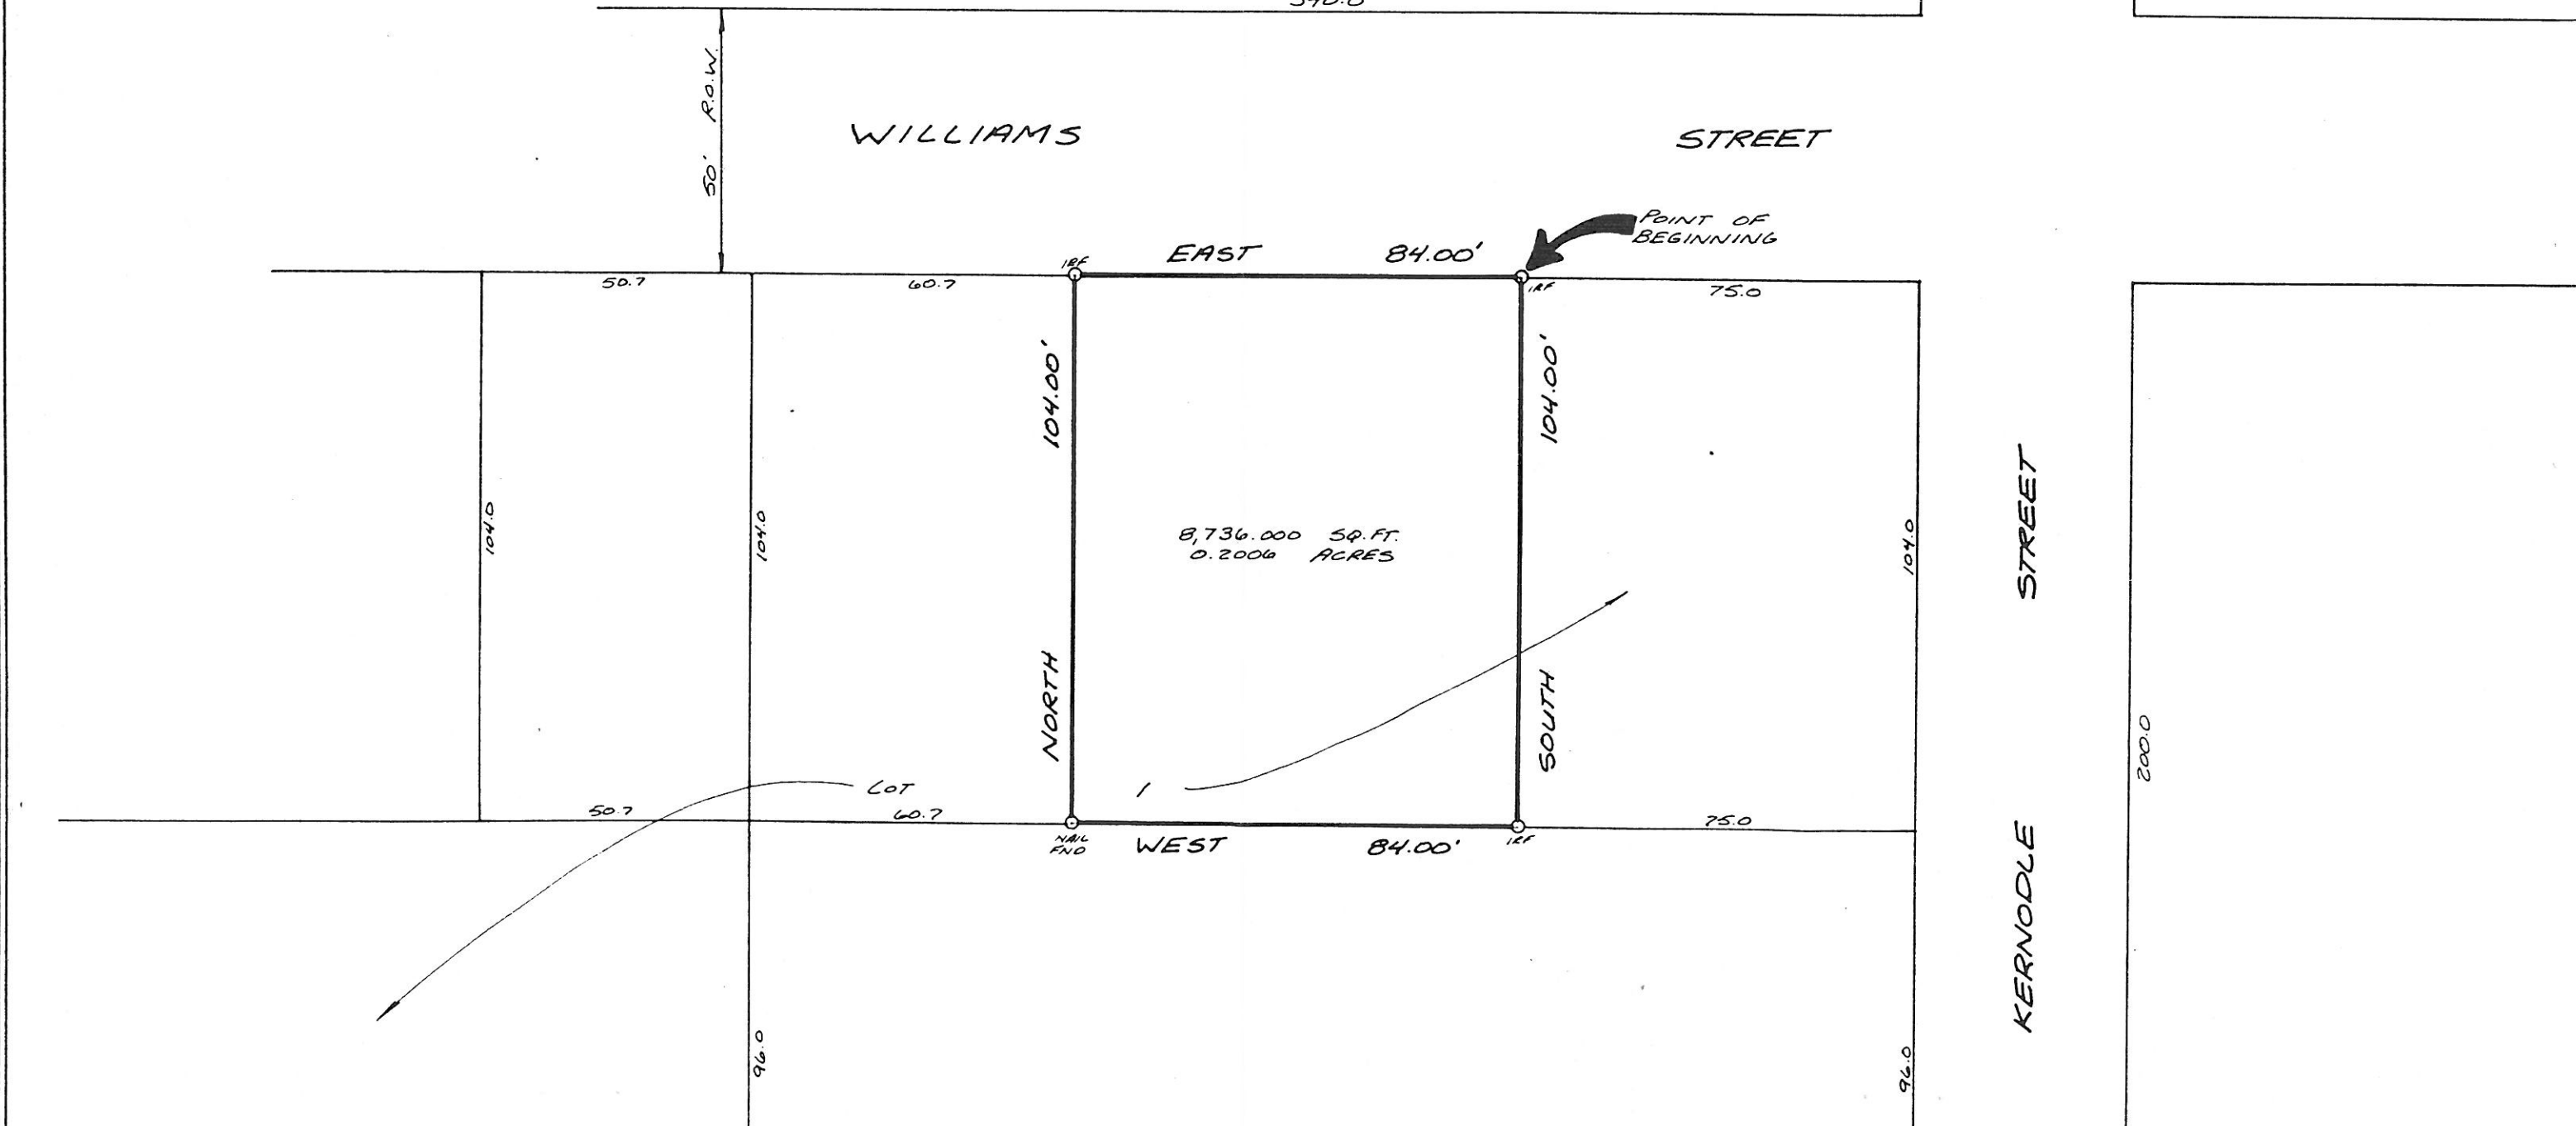 50' R.O.W.
WILLIAMS STREET
POINT OF
BEGINNING
EAST 84.00'
IRF
IRF
50.7
60.7
75.0
104.00'
104.00'
104.0
104.0
8,736.000 SQ.FT.
0.2006 ACRES
104.0
STREET
NORTH
SOUTH
200.0
LOT 1
50.7
60.7
75.0
NAIL
FND
WEST 84.00'
IRF
KERNODLE
96.0
96.0